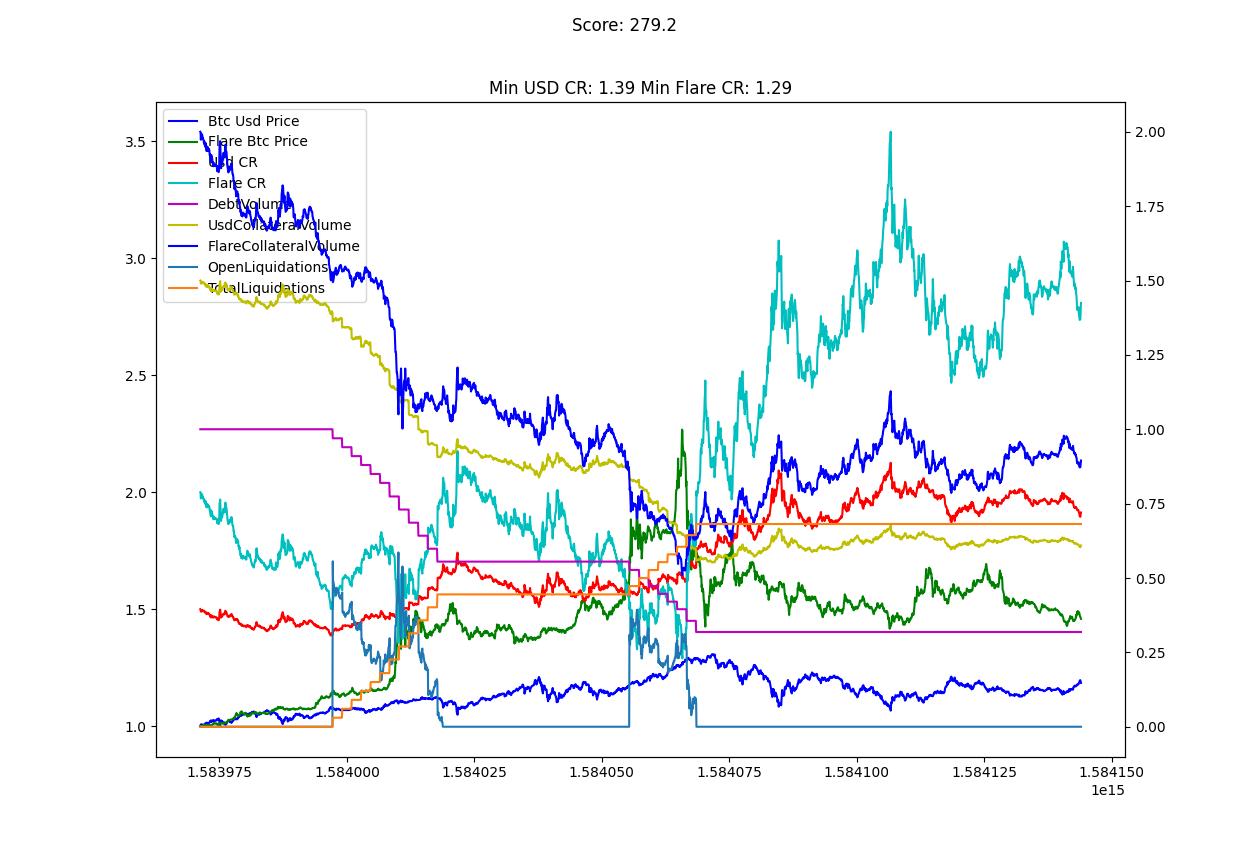 Score: 279.2
Min USD CR: 1.39 Min Flare CR: 1.29
Btc Usd Price
Flare Btc Price
Usd CR
Flare CR
DebtVolume
UsdCollateralVolume
FlareCollateralVolume
OpenLiquidations
TotalLiquidations
3.5
3.0
2.5
2.0
1.5
1.0
2.00
1.75
1.50
1.25
1.00
0.75
0.50
0.25
0.00
1.583975 1.584000 1.584025 1.584050 1.584075 1.584100 1.584125 1.584150
1e15